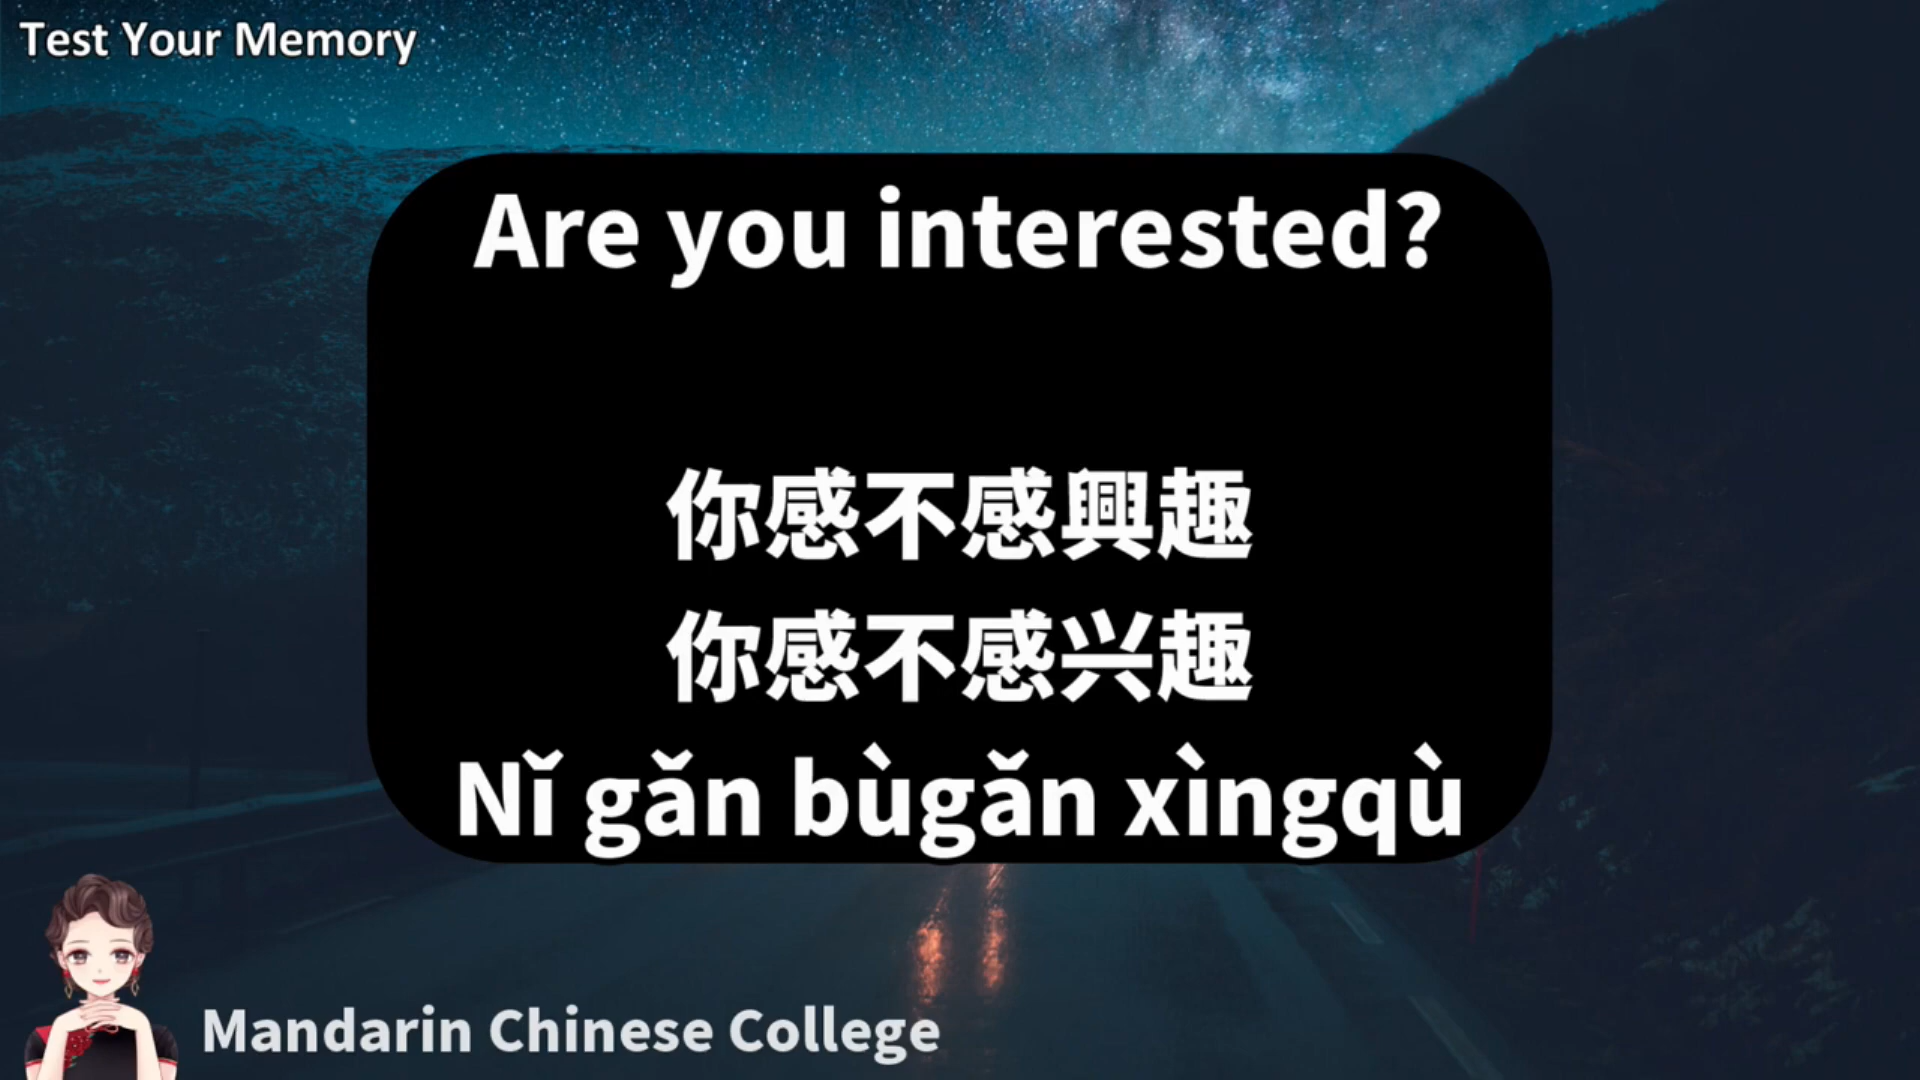 Test Your Memory
Are you interested?
你感不感興趣
你感不感兴趣
Nǐ gǎn bùgǎn xìngqù
Mandarin Chinese College